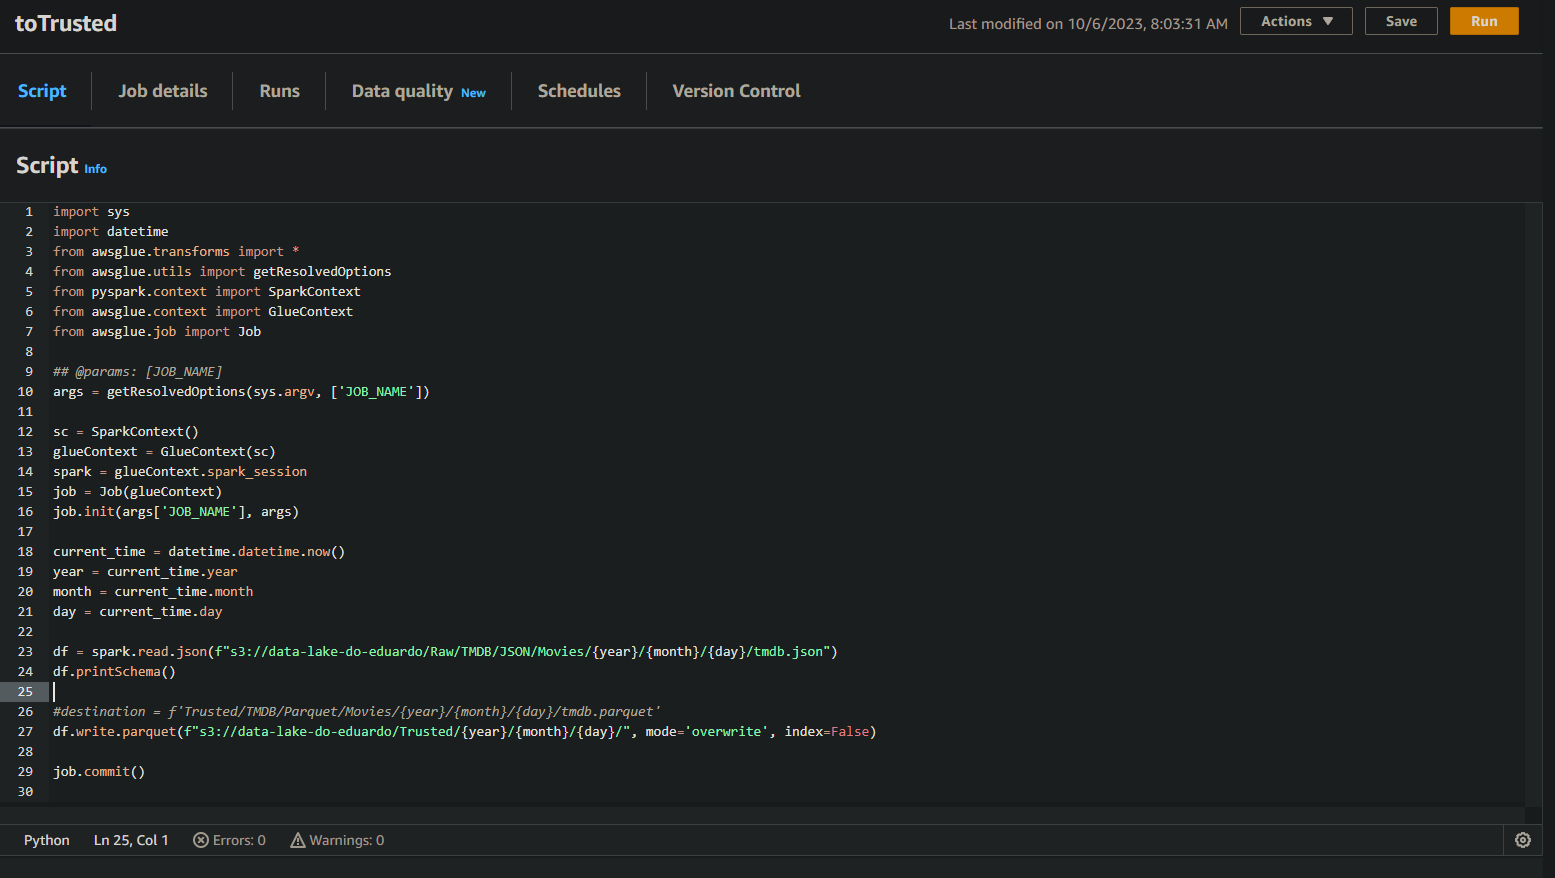 toTrusted
Last modified on 10/6/2023, 8:03:31 AM
Actions ▼
Save
Run
Script
Job details
Runs
Data quality New
Schedules
Version Control
Script Info
1 import sys
2 import datetime
3 from awsglue.transforms import *
4 from awsglue.utils import getResolvedOptions
5 from pyspark.context import SparkContext
6 from awsglue.context import GlueContext
7 from awsglue.job import Job
8
9 ## @params: [JOB_NAME]
10 args = getResolvedOptions(sys.argv, ['JOB_NAME'])
11
12 sc = SparkContext()
13 glueContext = GlueContext(sc)
14 spark = glueContext.spark_session
15 job = Job(glueContext)
16 job.init(args['JOB_NAME'], args)
17
18 current_time = datetime.datetime.now()
19 year = current_time.year
20 month = current_time.month
21 day = current_time.day
22
23 df = spark.read.json(f"s3://data-lake-do-eduardo/Raw/TMDB/JSON/Movies/{year}/{month}/{day}/tmdb.json")
24 df.printSchema()
25
26 #destination = f'Trusted/TMDB/Parquet/Movies/{year}/{month}/{day}/tmdb.parquet'
27 df.write.parquet(f"s3://data-lake-do-eduardo/Trusted/{year}/{month}/{day}/", mode='overwrite', index=False)
28
29 job.commit()
30
Python
Ln 25, Col 1
Errors: 0
Warnings: 0